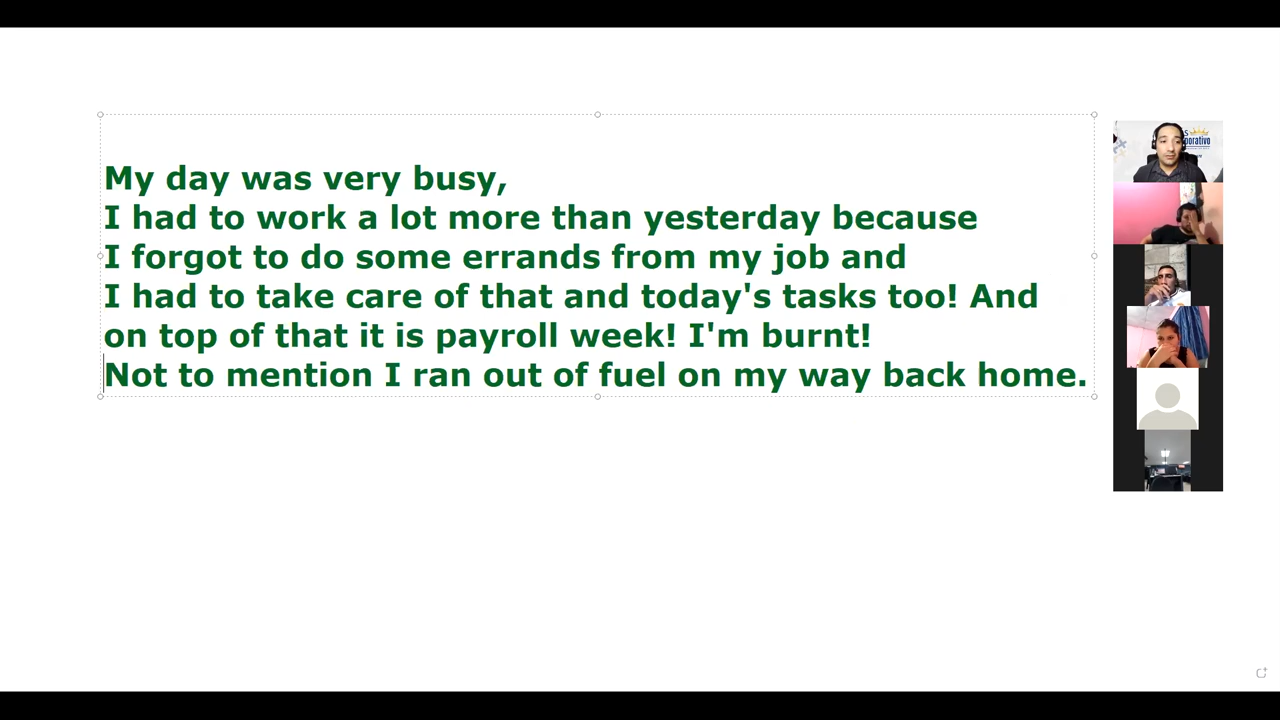 My day was very busy,
I had to work a lot more than yesterday because
I forgot to do some errands from my job and
I had to take care of that and today's tasks too! And
on top of that it is payroll week! I'm burnt!
Not to mention I ran out of fuel on my way back home.